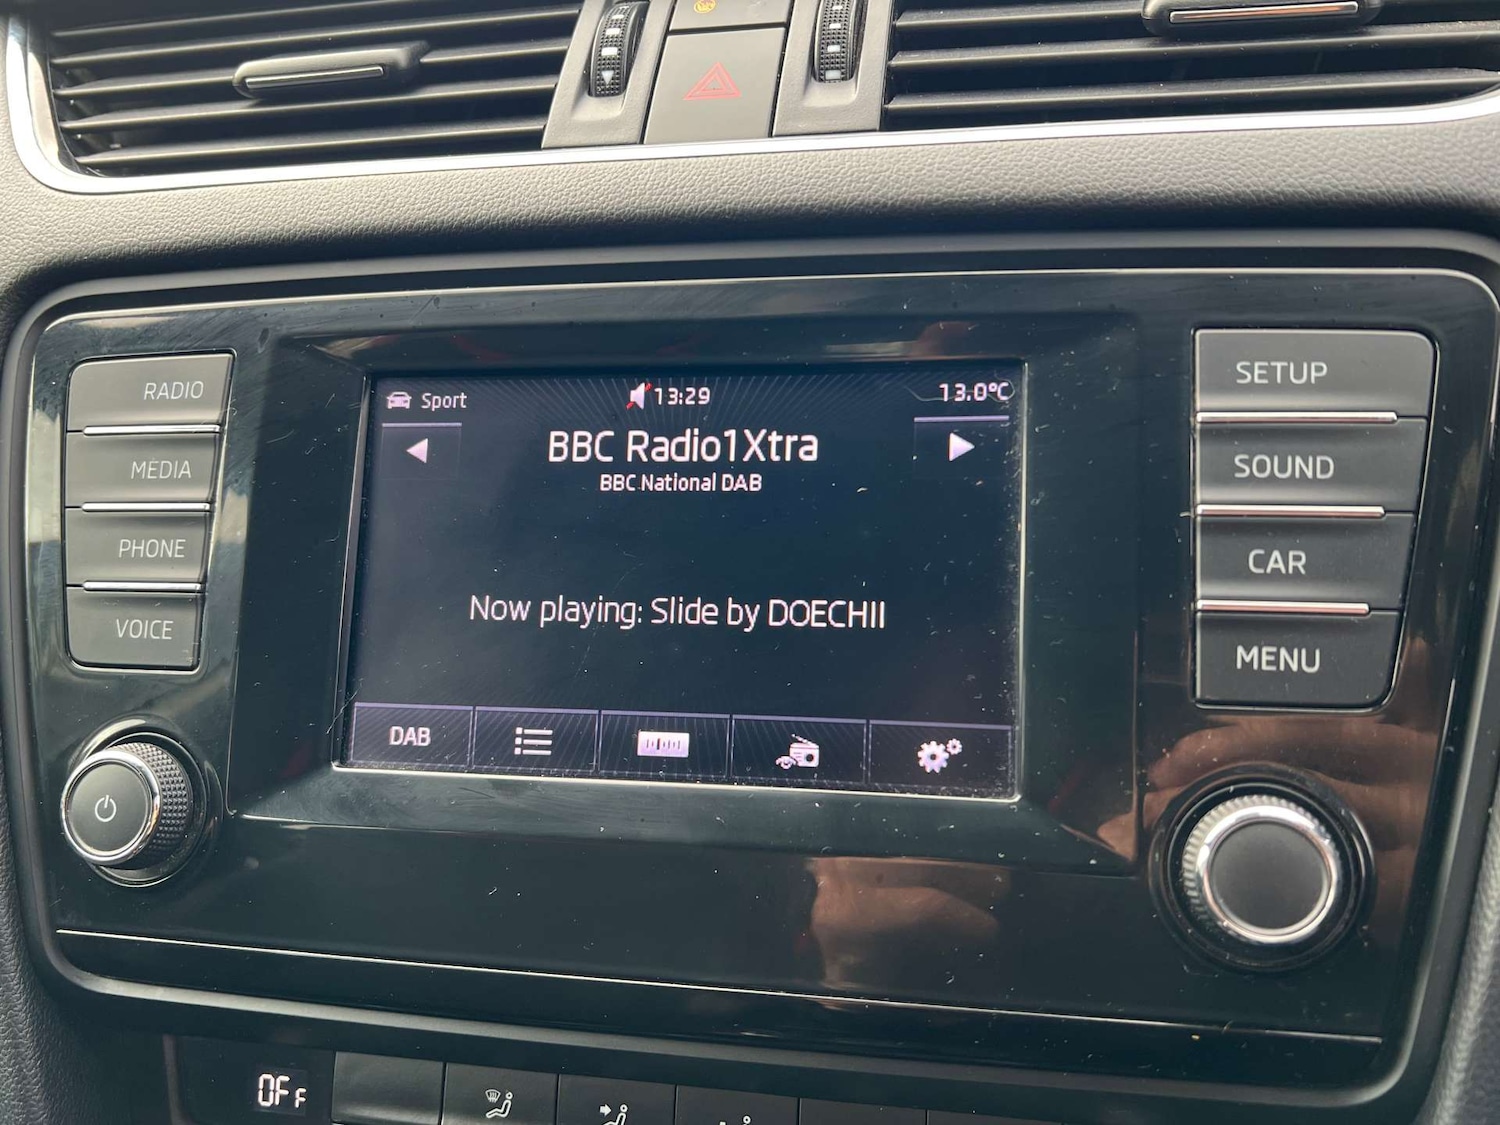 Sport
13:29
13.0°C
BBC Radio1Xtra
BBC National DAB
Now playing: Slide by DOECHII
DAB
RADIO
MEDIA
PHONE
VOICE
SETUP
SOUND
CAR
MENU
OFF